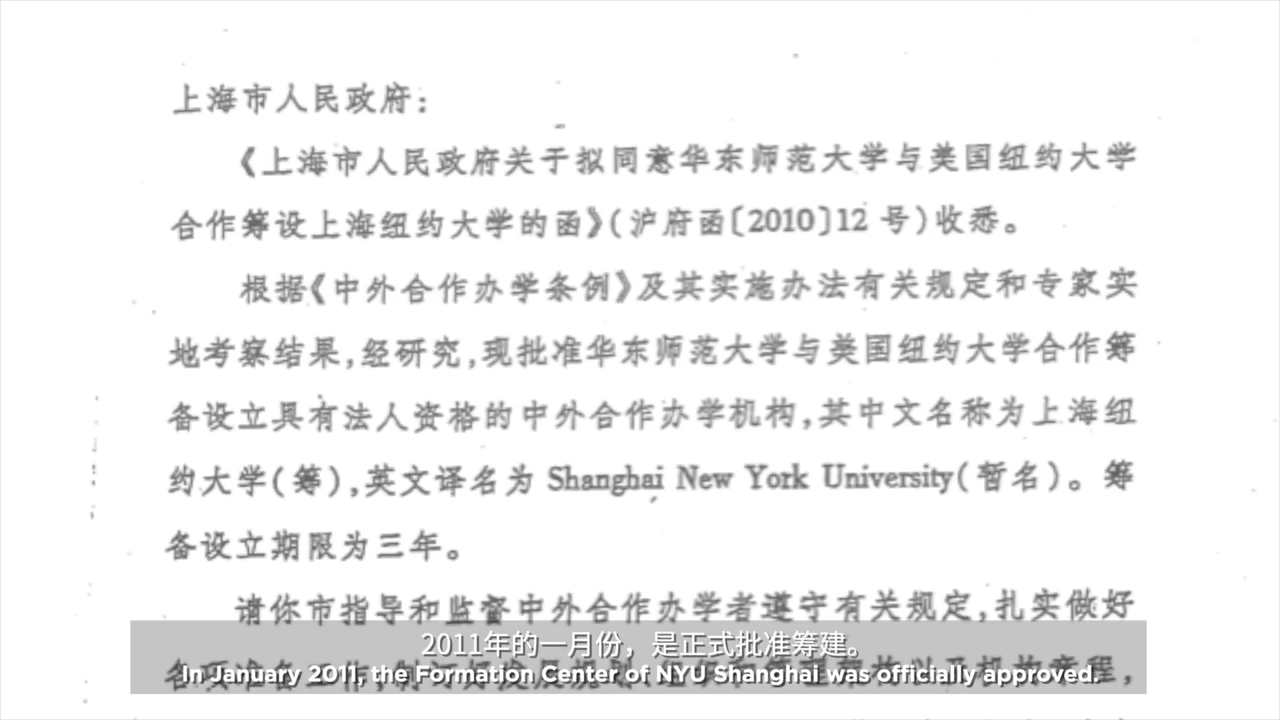 上海市人民政府：
《上海市人民政府关于拟同意华东师范大学与美国纽约大学
合作筹设上海纽约大学的函》（沪府函〔2010〕12 号）收悉。
根据《中外合作办学条例》及其实施办法有关规定和专家实
地考察结果，经研究，现批准华东师范大学与美国纽约大学合作筹
备设立具有法人资格的中外合作办学机构，其中文名称为上海纽
约大学（筹），英文译名为 Shanghai New York University（暂名）。筹
备设立期限为三年。
请你市指导和监督中外合作办学者遵守有关规定，扎实做好
各项准备工作，
2011年的一月份，是正式批准筹建。
In January 2011, the Formation Center of NYU Shanghai was officially approved.